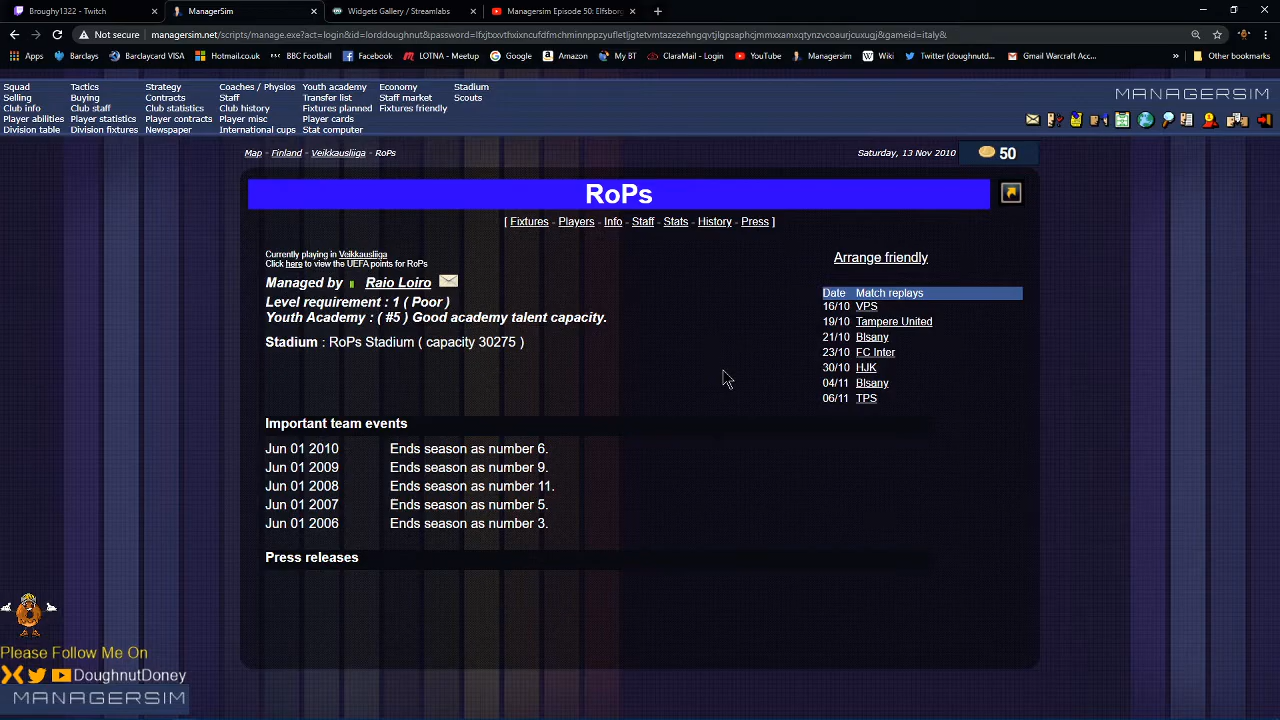 Broughy1322 - Twitch
ManagerSim
Widgets Gallery / Streamlabs
Managersim Episode 50: Elfsborg
Not secure
Apps
Barclays
Barclaycard VISA
Hotmail.co.uk
BBC Football
Facebook
LOTNA - Meetup
Google
Amazon
My BT
ClaraMail - Login
YouTube
Managersim
Wiki
Twitter (doughnutd...
Gmail Warcraft Acc...
Other bookmarks
Squad Tactics Strategy Coaches / Physios Youth academy Economy Stadium
Selling Buying Contracts Staff Transfer list Staff market Scouts
Club info Club staff Club statistics Club history Fixtures planned Fixtures friendly
Player abilities Player statistics Player contracts Player misc Player cards
Division table Division fixtures Newspaper International cups Stat computer
MANAGERSIM
Map - Finland - Veikkausliiga - RoPs
Saturday, 13 Nov 2010
50
RoPs
[ Fixtures - Players - Info - Staff - Stats - History - Press ]
Currently playing in Veikkausliiga
Click here to view the UEFA points for RoPs
Managed by Raio Loiro
Level requirement : 1 ( Poor )
Youth Academy : ( #5 ) Good academy talent capacity.
Stadium : RoPs Stadium ( capacity 30275 )
Arrange friendly
Date Match replays
16/10 VPS
19/10 Tampere United
21/10 Blsany
23/10 FC Inter
30/10 HJK
04/11 Blsany
06/11 TPS
Important team events
Jun 01 2010 Ends season as number 6.
Jun 01 2009 Ends season as number 9.
Jun 01 2008 Ends season as number 11.
Jun 01 2007 Ends season as number 5.
Jun 01 2006 Ends season as number 3.
Press releases
Please Follow Me On
DoughnutDoney
MANAGERSIM